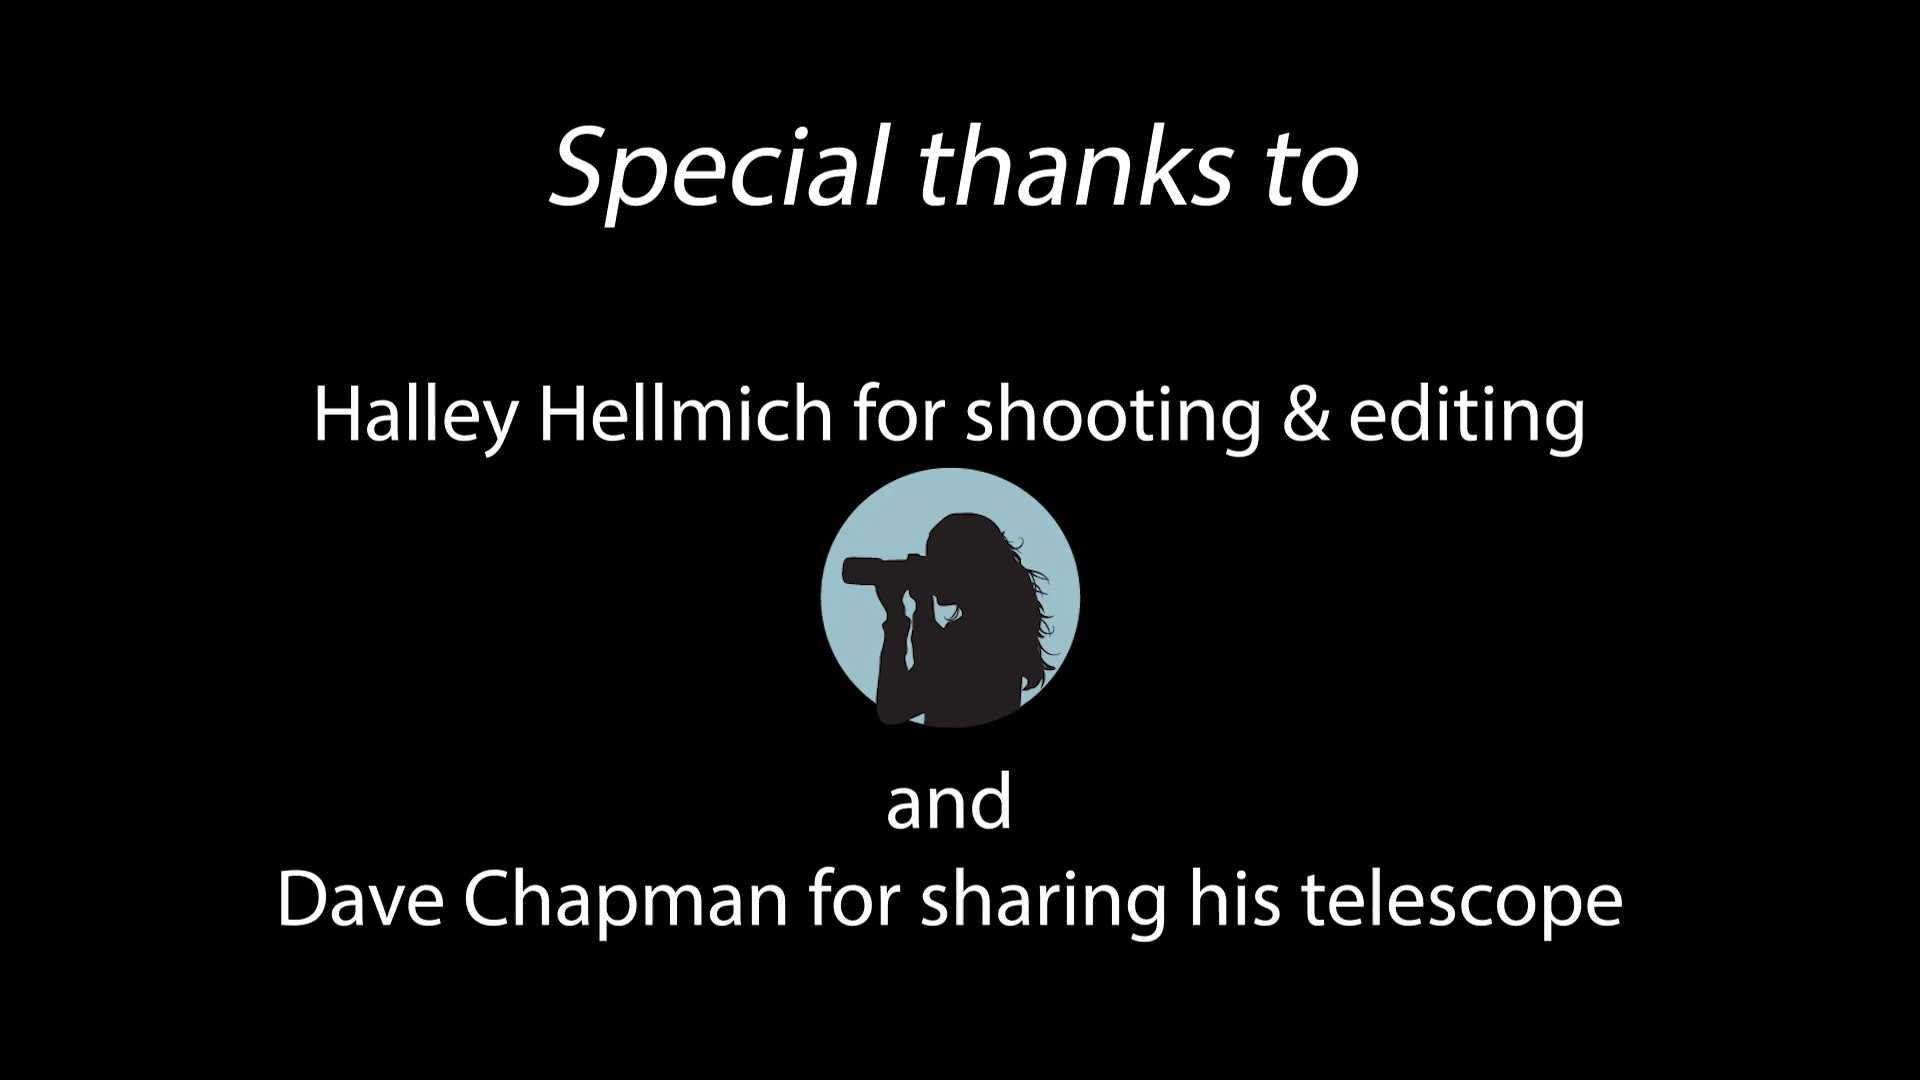 Special thanks to
Halley Hellmich for shooting & editing
and
Dave Chapman for sharing his telescope